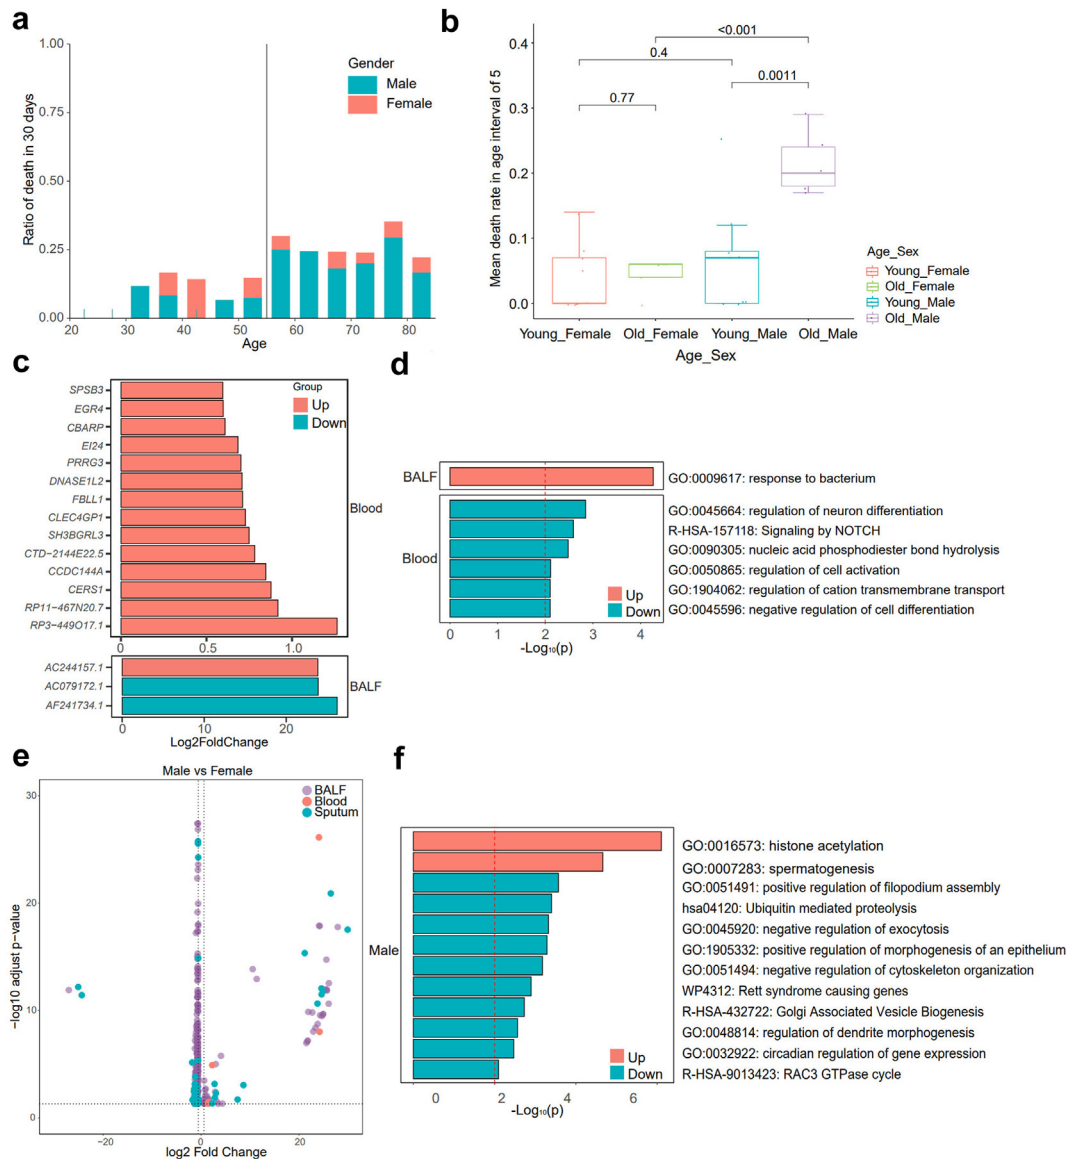 a
Ratio of death in 30 days
1.00
0.75
0.50
0.25
0
20 30 40 50 60 70 80
Age
Gender
Male
Female
b
Mean death rate in age interval of 5
0.4
0.3
0.2
0.1
0.0
<0.001
0.4
0.0011
0.77
Young_Female Old_Female Young_Male Old_Male
Age_Sex
Age_Sex
Young_Female
Old_Female
Young_Male
Old_Male
c
SPSB3
EGR4
CBARP
EI24
PRRG3
DNASE1L2
FBLL1
CLEC4GP1
SH3BGRL3
CTD−2144E22.5
CCDC144A
CERS1
RP11−467N20.7
RP3−449O17.1
Group
Up
Down
Blood
0 0.5 1.0
AC244157.1
AC079172.1
AF241734.1
BALF
0 10 20
Log2FoldChange
d
BALF
GO:0009617: response to bacterium
Blood
GO:0045664: regulation of neuron differentiation
R-HSA-157118: Signaling by NOTCH
GO:0090305: nucleic acid phosphodiester bond hydrolysis
GO:0050865: regulation of cell activation
GO:1904062: regulation of cation transmembrane transport
GO:0045596: negative regulation of cell differentiation
Up
Down
0 1 2 3 4
-Log₁₀(p)
e
Male vs Female
BALF
Blood
Sputum
−log10 adjust p−value
30
20
10
0
−20 0 20
log2 Fold Change
f
Male
GO:0016573: histone acetylation
GO:0007283: spermatogenesis
GO:0051491: positive regulation of filopodium assembly
hsa04120: Ubiquitin mediated proteolysis
GO:0045920: negative regulation of exocytosis
GO:1905332: positive regulation of morphogenesis of an epithelium
GO:0051494: negative regulation of cytoskeleton organization
WP4312: Rett syndrome causing genes
R-HSA-432722: Golgi Associated Vesicle Biogenesis
GO:0048814: regulation of dendrite morphogenesis
GO:0032922: circadian regulation of gene expression
R-HSA-9013423: RAC3 GTPase cycle
Up
Down
0 2 4 6
-Log₁₀(p)